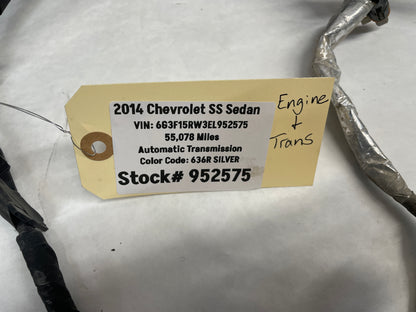 2014 Chevrolet SS Sedan
VIN: 6G3F15RW3EL952575
55,078 Miles
Automatic Transmission
Color Code: 636R SILVER
Stock# 952575
Engine
+
Trans